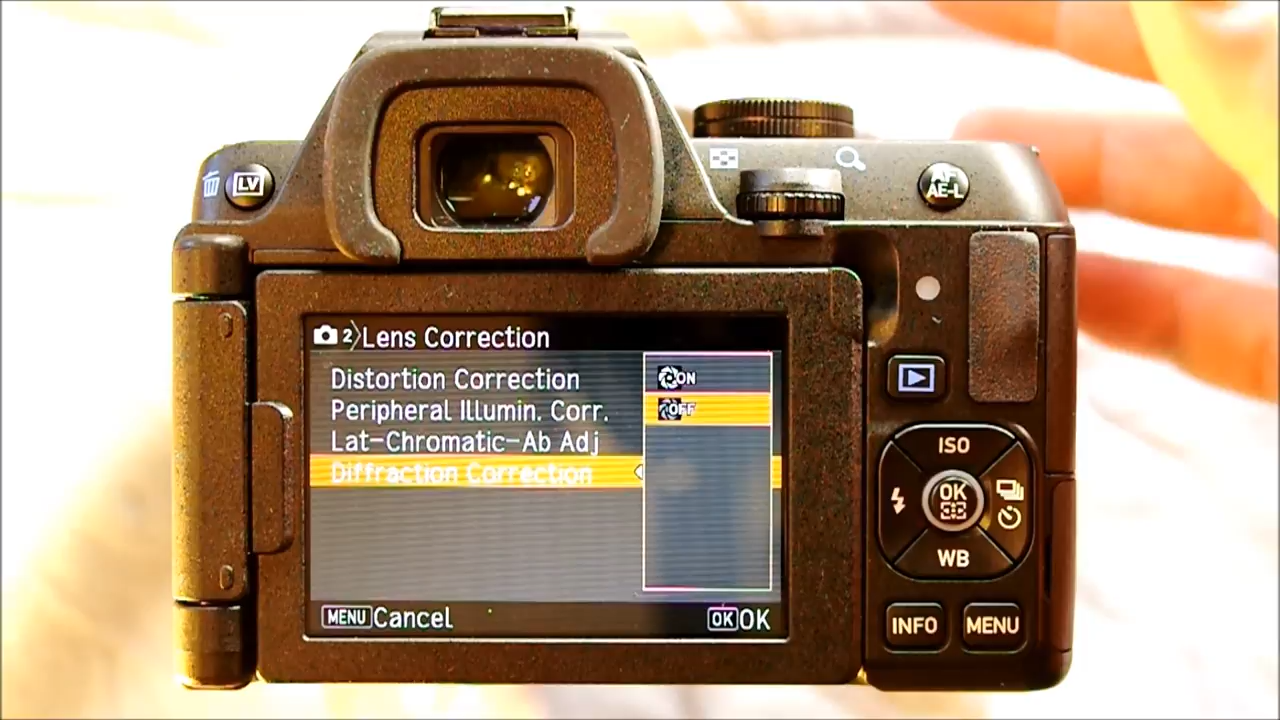 LV
AF
AE-L
2 Lens Correction
Distortion Correction
ON
Peripheral Illumin. Corr.
OFF
Lat-Chromatic-Ab Adj
Diffraction Correction
MENU Cancel
OK OK
ISO
OK
WB
INFO
MENU